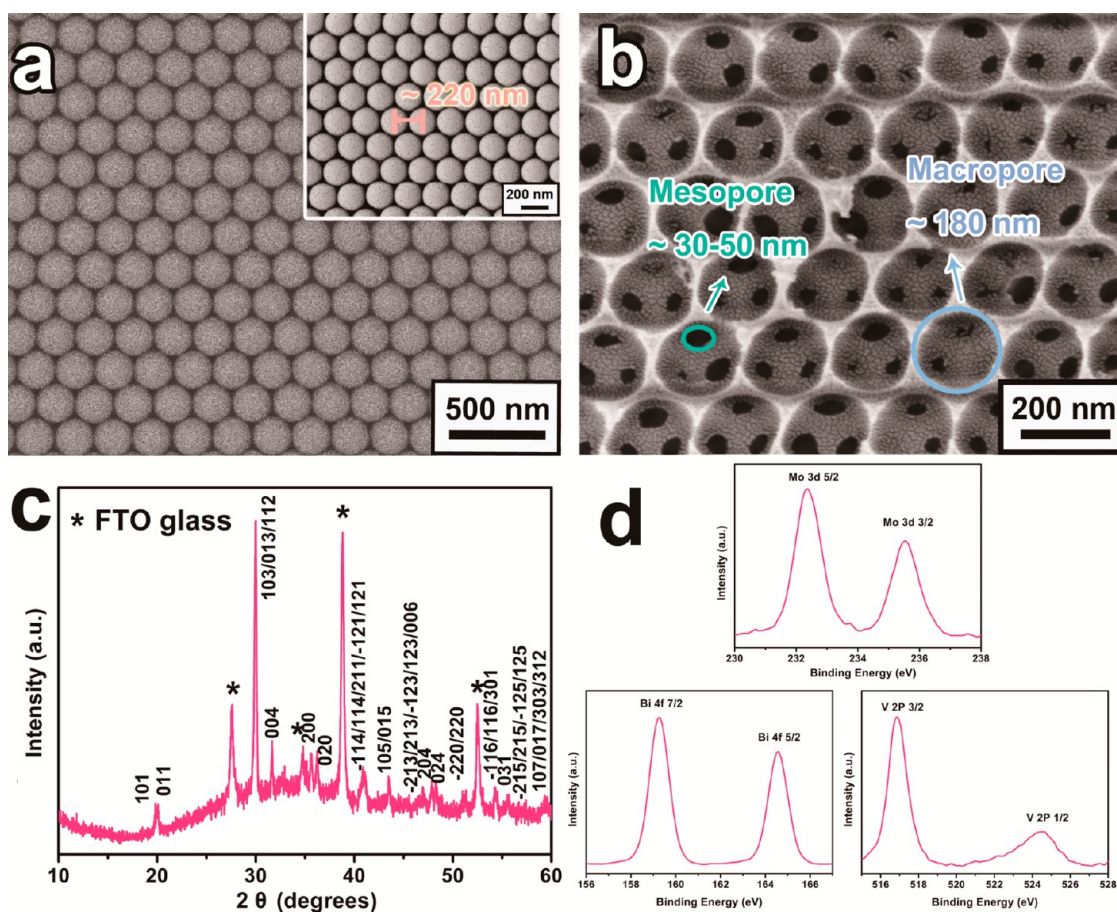 a
~ 220 nm
200 nm
500 nm
b
Mesopore
~ 30-50 nm
Macropore
~ 180 nm
200 nm
c
* FTO glass
Intensity (a.u.)
101
011
*
103/013/112
004
*
200
020
*
-114/114/211/-121/121
105/015
-213/213/-123/123/006
204
024
-220/220
*
-116/116/301
031
-215/215/-125/125
107/017/303/312
10 20 30 40 50 60
2 θ (degrees)
d
Mo 3d 5/2
Mo 3d 3/2
Intensity (a.u.)
230 232 234 236 238
Binding Energy (eV)
Bi 4f 7/2
Bi 4f 5/2
Intensity (a.u.)
156 158 160 162 164 166
Binding Energy (eV)
V 2P 3/2
V 2P 1/2
Intensity (a.u.)
516 518 520 522 524 526 528
Binding Energy (eV)